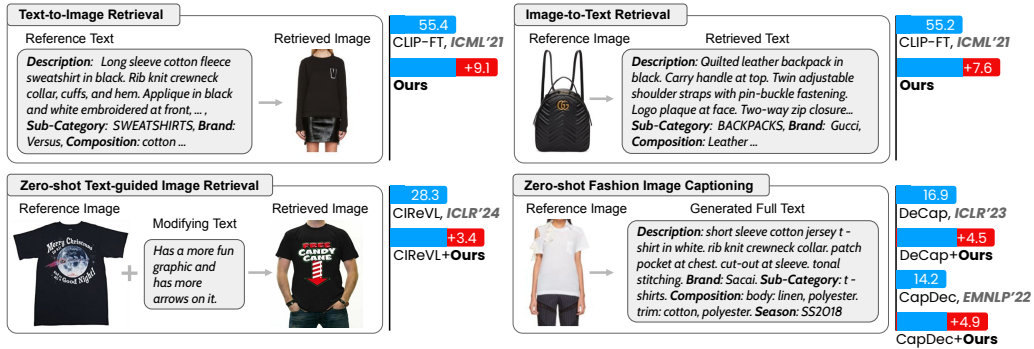 Text-to-Image Retrieval
Reference Text
Retrieved Image
Description: Long sleeve cotton fleece
sweatshirt in black. Rib knit crewneck
collar, cuffs, and hem. Applique in black
and white embroidered at front, ... ,
Sub-Category: SWEATSHIRTS, Brand:
Versus, Composition: cotton ...
55.4
CLIP-FT, ICML'21
+9.1
Ours
Image-to-Text Retrieval
Reference Image
Retrieved Text
Description: Quilted leather backpack in
black. Carry handle at top. Twin adjustable
shoulder straps with pin-buckle fastening.
Logo plaque at face. Two-way zip closure...
Sub-Category: BACKPACKS, Brand: Gucci,
Composition: Leather ...
55.2
CLIP-FT, ICML'21
+7.6
Ours
Zero-shot Text-guided Image Retrieval
Reference Image
Modifying Text
Retrieved Image
Merry Christmas
Good Night!
+
Has a more fun
graphic and
has more
arrows on it.
FREE
CANDY
CANE
28.3
CIReVL, ICLR'24
+3.4
CIReVL+Ours
Zero-shot Fashion Image Captioning
Reference Image
Generated Full Text
Description: short sleeve cotton jersey t -
shirt in white. rib knit crewneck collar. patch
pocket at chest. cut-out at sleeve. tonal
stitching. Brand: Sacai. Sub-Category: t -
shirts. Composition: body: linen, polyester.
trim: cotton, polyester. Season: SS2018
16.9
DeCap, ICLR'23
+4.5
DeCap+Ours
14.2
CapDec, EMNLP'22
+4.9
CapDec+Ours